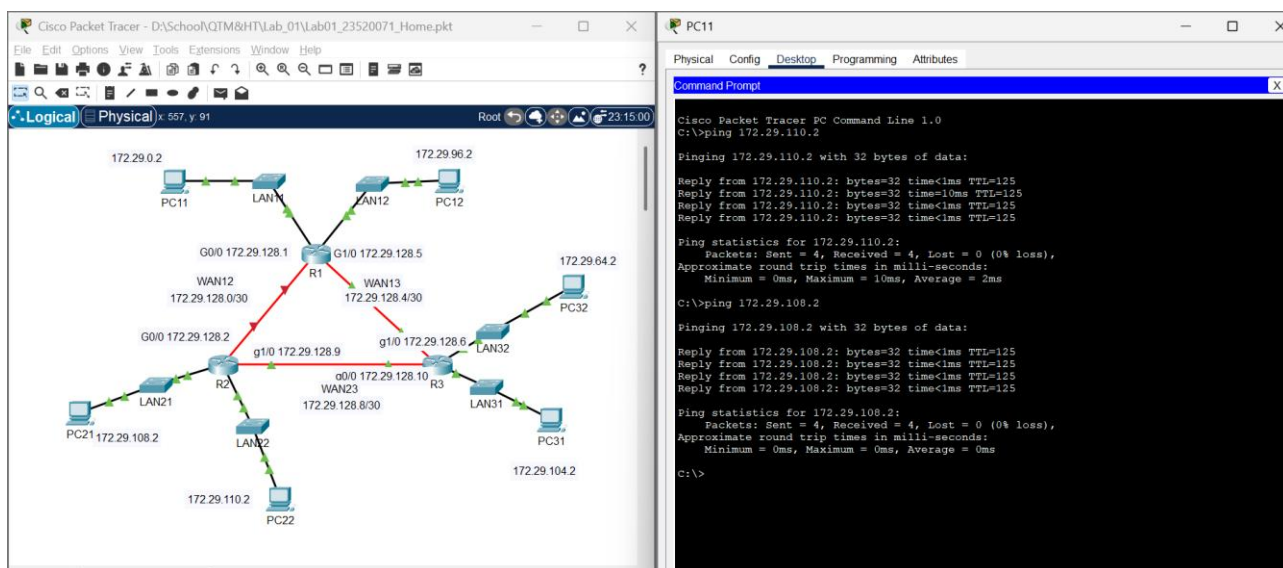 Cisco Packet Tracer - D:\School\QTM&HT\Lab_01\Lab01_23520071_Home.pkt
File Edit Options View Tools Extensions Window Help
?
Logical Physical x: 557, y: 91 Root 23:15:00
172.29.0.2
172.29.96.2
PC11
LAN11
LAN12
PC12
G0/0 172.29.128.1
G1/0 172.29.128.5
R1
WAN12
172.29.128.0/30
WAN13
172.29.128.4/30
172.29.64.2
PC32
G0/0 172.29.128.2
g1/0 172.29.128.6
LAN32
g1/0 172.29.128.9
R2
g0/0 172.29.128.10
R3
WAN23
172.29.128.8/30
LAN21
LAN31
PC21
172.29.108.2
LAN22
PC31
172.29.104.2
172.29.110.2
PC22
PC11
Physical Config Desktop Programming Attributes
Command Prompt
X
Cisco Packet Tracer PC Command Line 1.0
C:\>ping 172.29.110.2
Pinging 172.29.110.2 with 32 bytes of data:
Reply from 172.29.110.2: bytes=32 time<1ms TTL=125
Reply from 172.29.110.2: bytes=32 time=10ms TTL=125
Reply from 172.29.110.2: bytes=32 time<1ms TTL=125
Reply from 172.29.110.2: bytes=32 time<1ms TTL=125
Ping statistics for 172.29.110.2:
Packets: Sent = 4, Received = 4, Lost = 0 (0% loss),
Approximate round trip times in milli-seconds:
Minimum = 0ms, Maximum = 10ms, Average = 2ms
C:\>ping 172.29.108.2
Pinging 172.29.108.2 with 32 bytes of data:
Reply from 172.29.108.2: bytes=32 time<1ms TTL=125
Reply from 172.29.108.2: bytes=32 time<1ms TTL=125
Reply from 172.29.108.2: bytes=32 time<1ms TTL=125
Reply from 172.29.108.2: bytes=32 time<1ms TTL=125
Ping statistics for 172.29.108.2:
Packets: Sent = 4, Received = 4, Lost = 0 (0% loss),
Approximate round trip times in milli-seconds:
Minimum = 0ms, Maximum = 0ms, Average = 0ms
C:\>